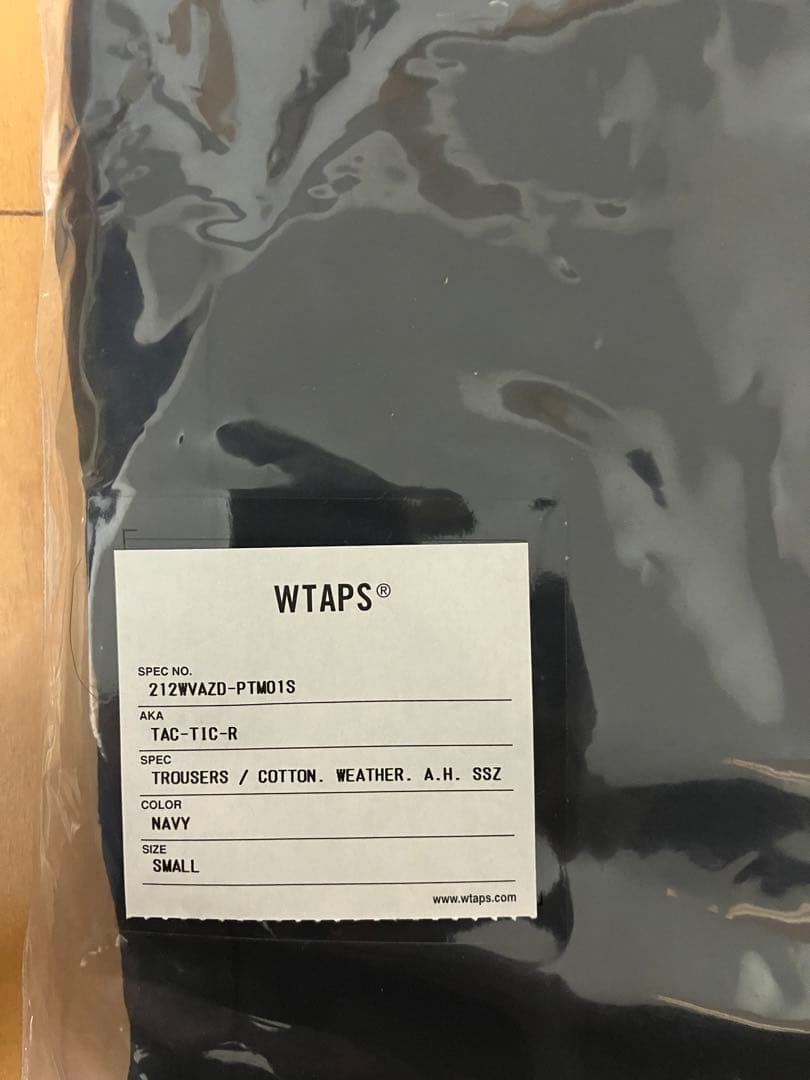 WTAPS®
SPEC NO.
212WVAZD-PTM01S
AKA
TAC-TIC-R
SPEC
TROUSERS / COTTON. WEATHER. A.H. SSZ
COLOR
NAVY
SIZE
SMALL
www.wtaps.com